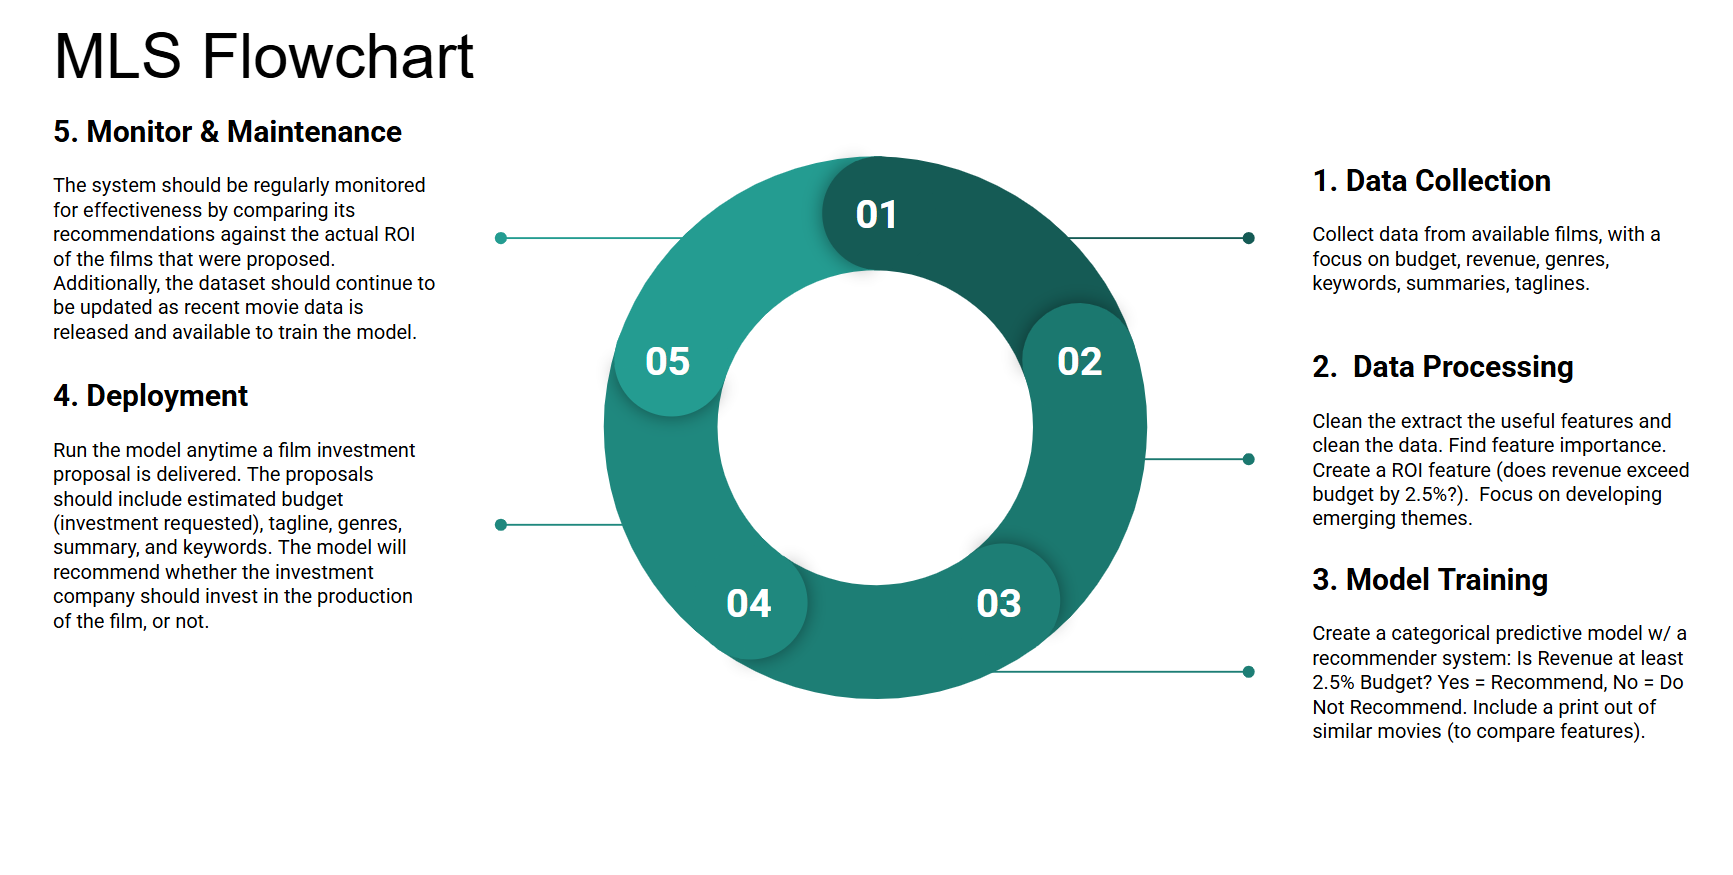 MLS Flowchart
5. Monitor & Maintenance
The system should be regularly monitored
for effectiveness by comparing its
recommendations against the actual ROI
of the films that were proposed.
Additionally, the dataset should continue to
be updated as recent movie data is
released and available to train the model.
4. Deployment
Run the model anytime a film investment
proposal is delivered. The proposals
should include estimated budget
(investment requested), tagline, genres,
summary, and keywords. The model will
recommend whether the investment
company should invest in the production
of the film, or not.
01
02
03
04
05
1. Data Collection
Collect data from available films, with a
focus on budget, revenue, genres,
keywords, summaries, taglines.
2.  Data Processing
Clean the extract the useful features and
clean the data. Find feature importance.
Create a ROI feature (does revenue exceed
budget by 2.5%?).  Focus on developing
emerging themes.
3. Model Training
Create a categorical predictive model w/ a
recommender system: Is Revenue at least
2.5% Budget? Yes = Recommend, No = Do
Not Recommend. Include a print out of
similar movies (to compare features).